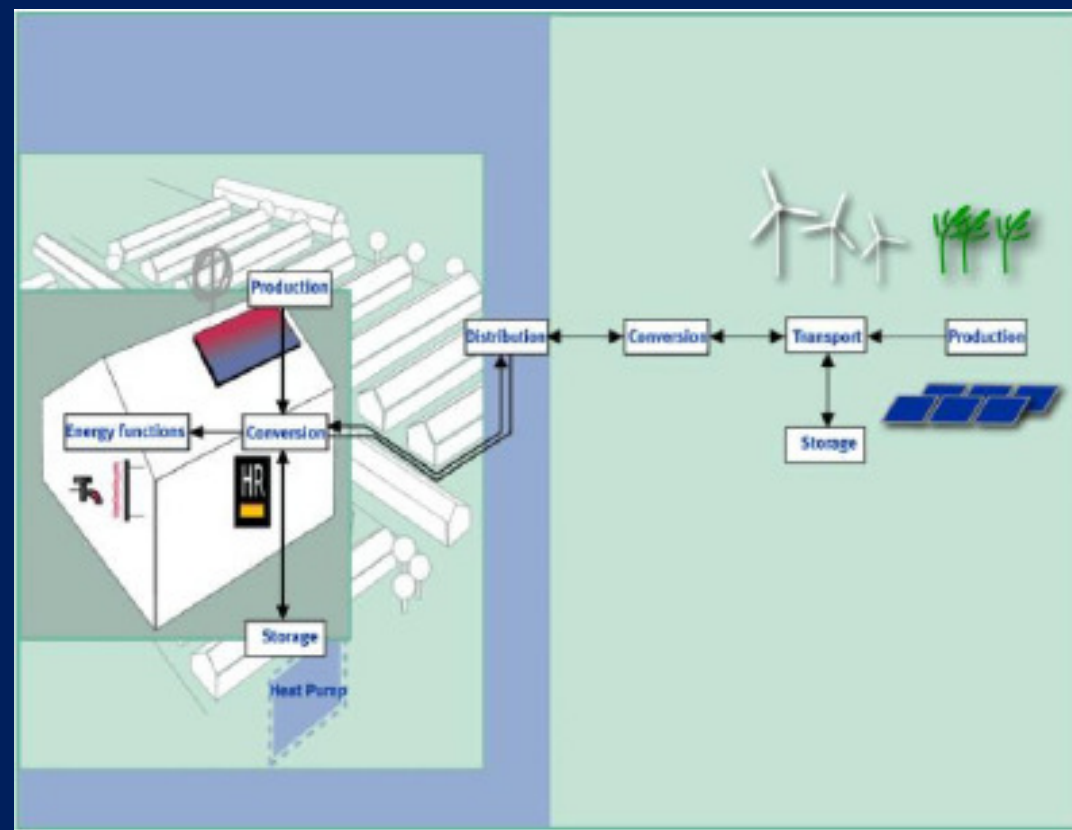 Production
Distribution
Conversion
Transport
Production
Energy functions
Conversion
Storage
HR
Storage
Heat Pump